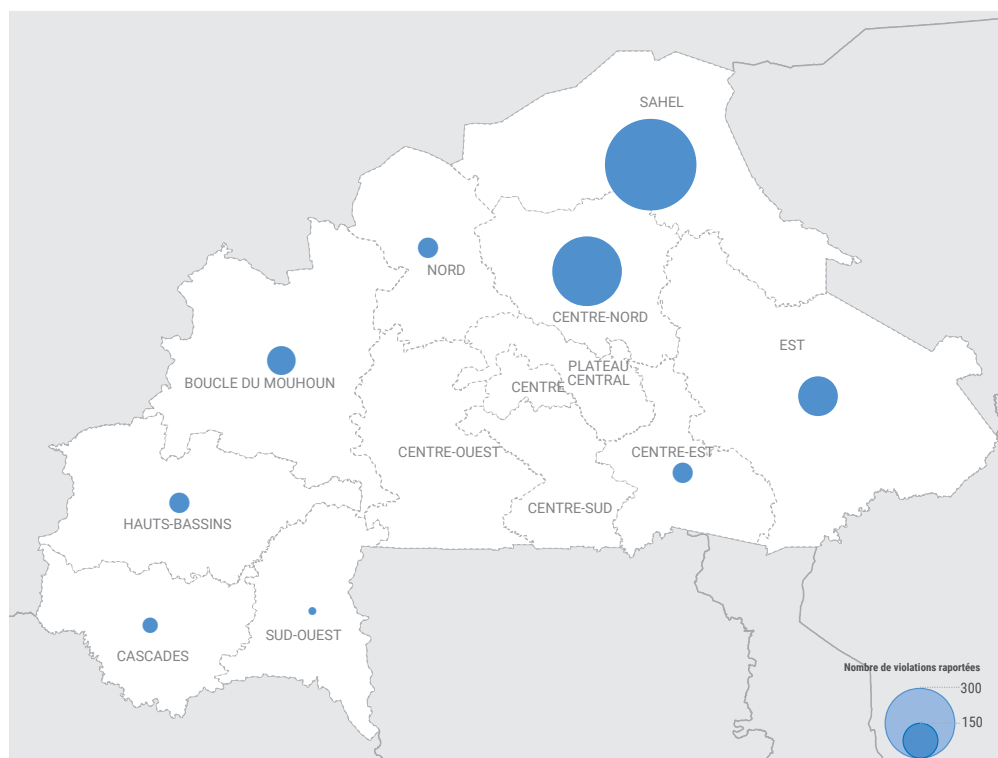 SAHEL
NORD
CENTRE-NORD
EST
PLATEAU
CENTRAL
CENTRE
BOUCLE DU MOUHOUN
CENTRE-OUEST
CENTRE-EST
CENTRE-SUD
HAUTS-BASSINS
SUD-OUEST
CASCADES
Nombre de violations raportées
300
150